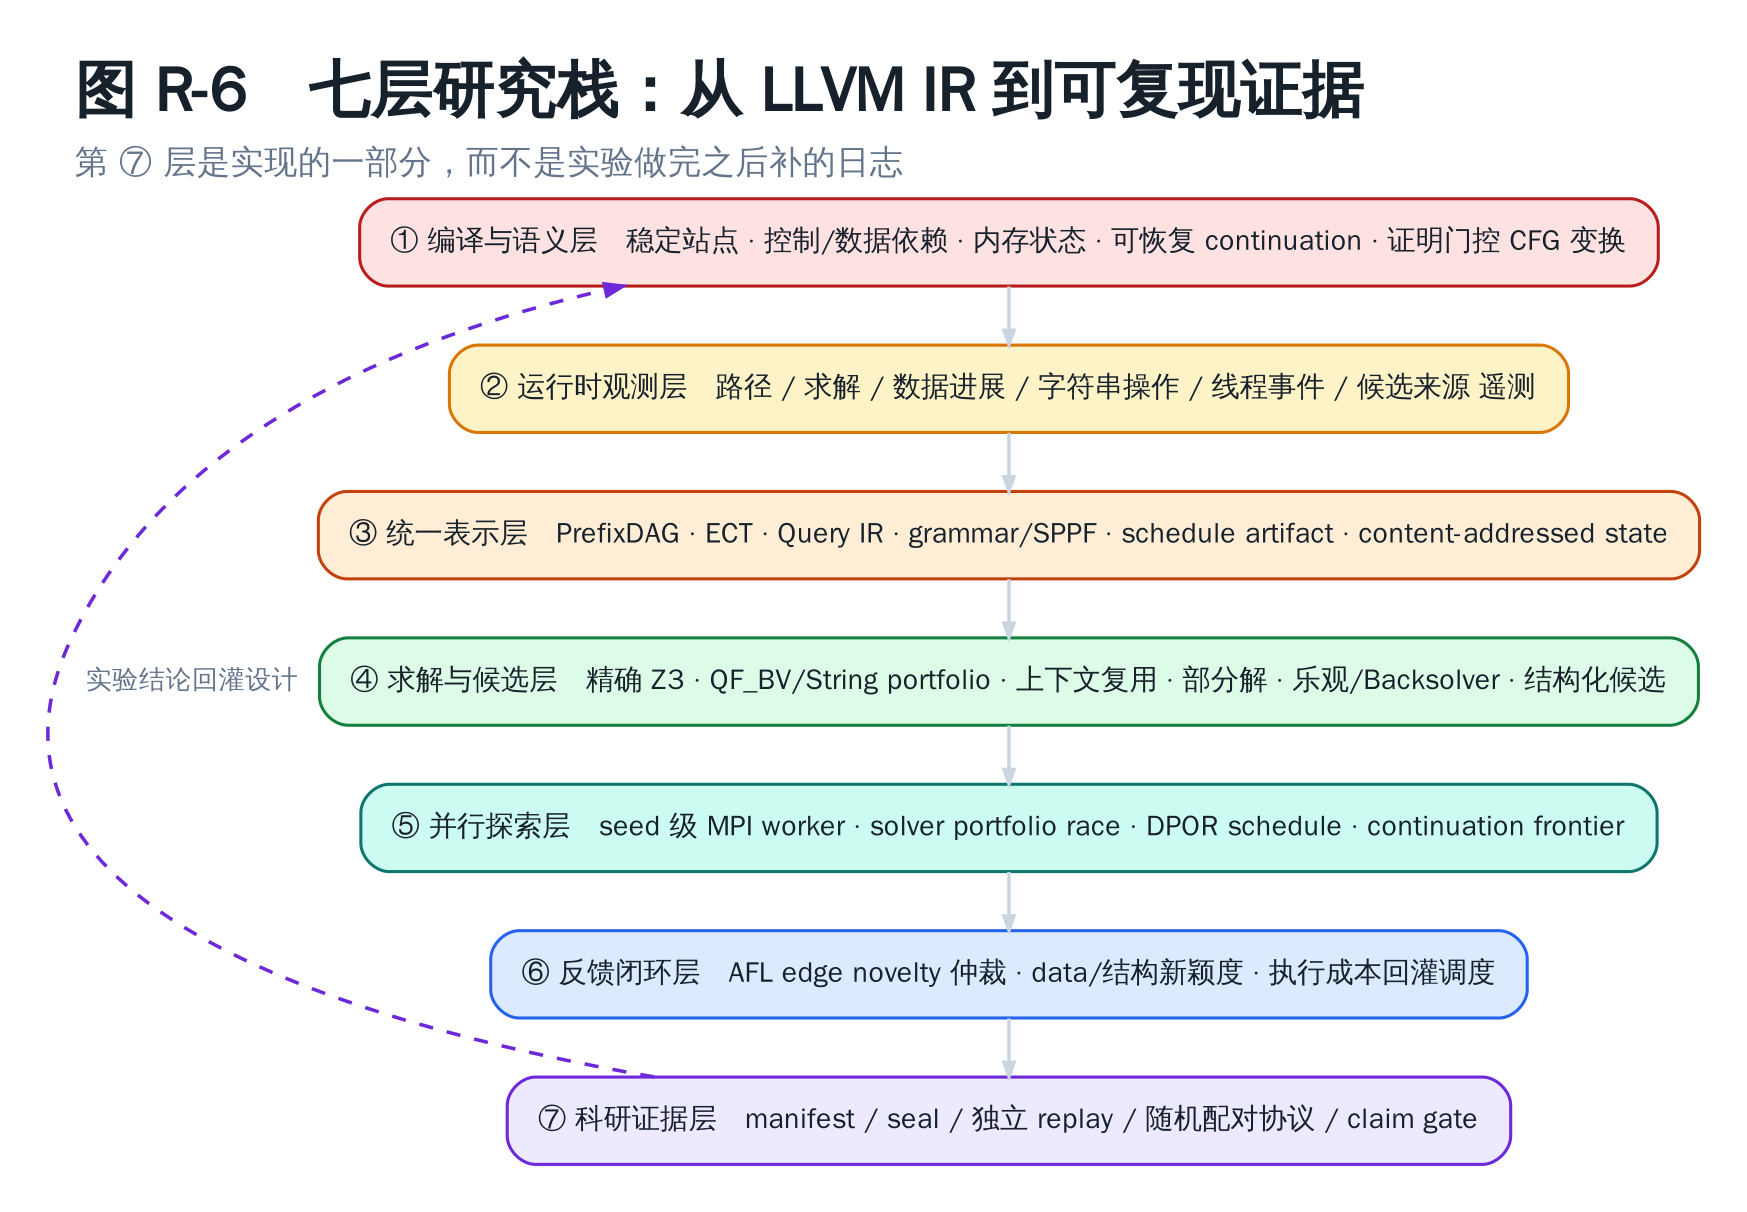 图 R-6　七层研究栈：从 LLVM IR 到可复现证据
第 ⑦ 层是实现的一部分，而不是实验做完之后补的日志
① 编译与语义层　稳定站点 · 控制/数据依赖 · 内存状态 · 可恢复 continuation · 证明门控 CFG 变换
② 运行时观测层　路径 / 求解 / 数据进展 / 字符串操作 / 线程事件 / 候选来源 遥测
③ 统一表示层　PrefixDAG · ECT · Query IR · grammar/SPPF · schedule artifact · content-addressed state
实验结论回灌设计
④ 求解与候选层　精确 Z3 · QF_BV/String portfolio · 上下文复用 · 部分解 · 乐观/Backsolver · 结构化候选
⑤ 并行探索层　seed 级 MPI worker · solver portfolio race · DPOR schedule · continuation frontier
⑥ 反馈闭环层　AFL edge novelty 仲裁 · data/结构新颖度 · 执行成本回灌调度
⑦ 科研证据层　manifest / seal / 独立 replay / 随机配对协议 / claim gate